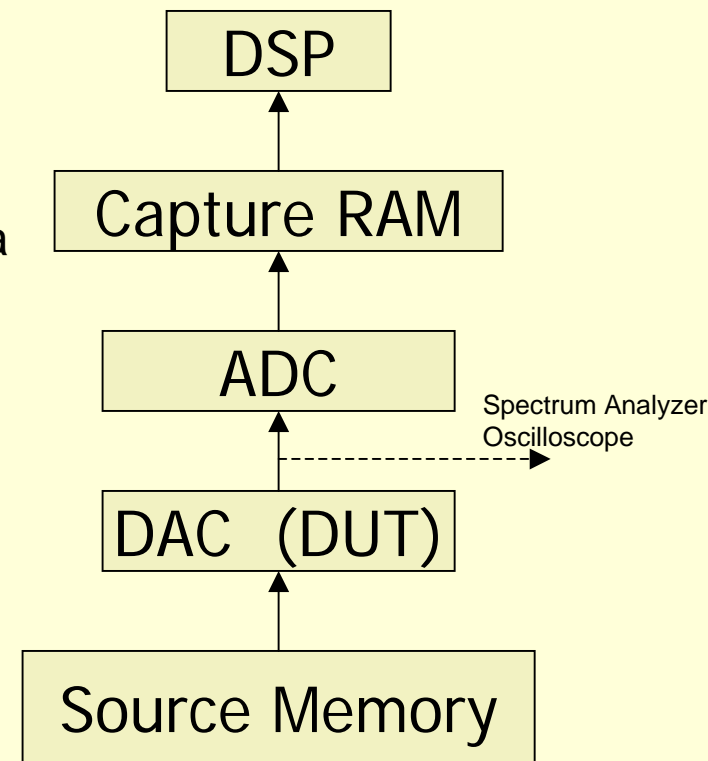 DSP
Capture RAM
a
ADC
Spectrum Analyzer
Oscilloscope
DAC (DUT)
Source Memory